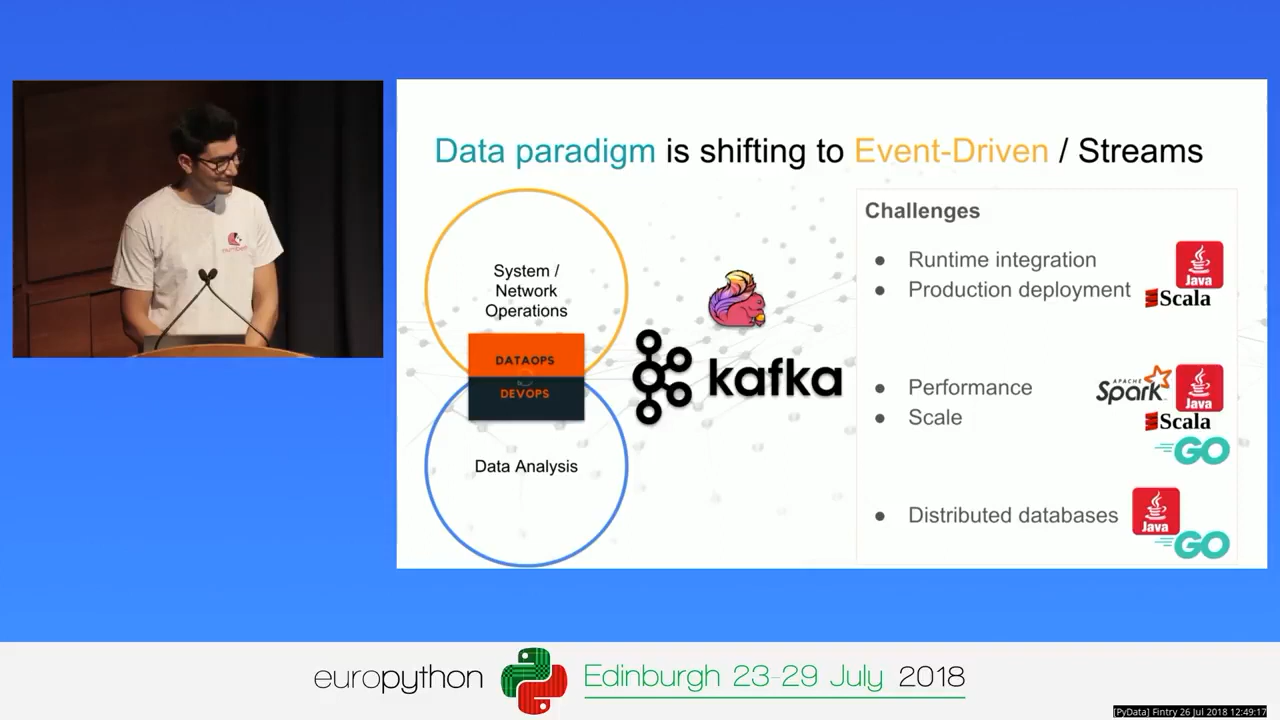 Data paradigm is shifting to Event-Driven / Streams
System /
Network
Operations
DATAOPS
DEVOPS
Data Analysis
kafka
Challenges
Runtime integration
Production deployment
Java
Scala
Performance
Scale
APACHE
Spark
Java
Scala
GO
Distributed databases
Java
GO
europython
Edinburgh 23-29 July 2018
[PyData] Fintry 26 Jul 2018 12:49:17